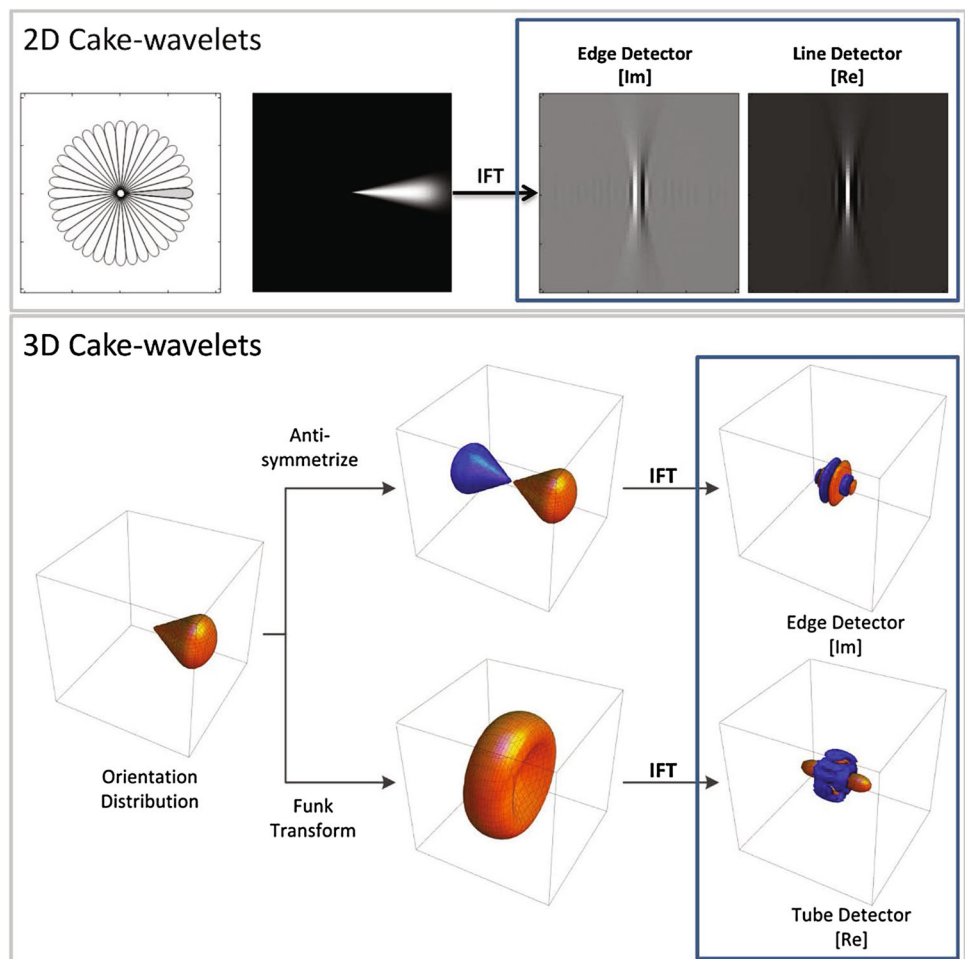 2D Cake-wavelets
Edge Detector
[Im]
Line Detector
[Re]
IFT
3D Cake-wavelets
Anti-
symmetrize
IFT
Edge Detector
[Im]
Orientation
Distribution
Funk
Transform
IFT
Tube Detector
[Re]